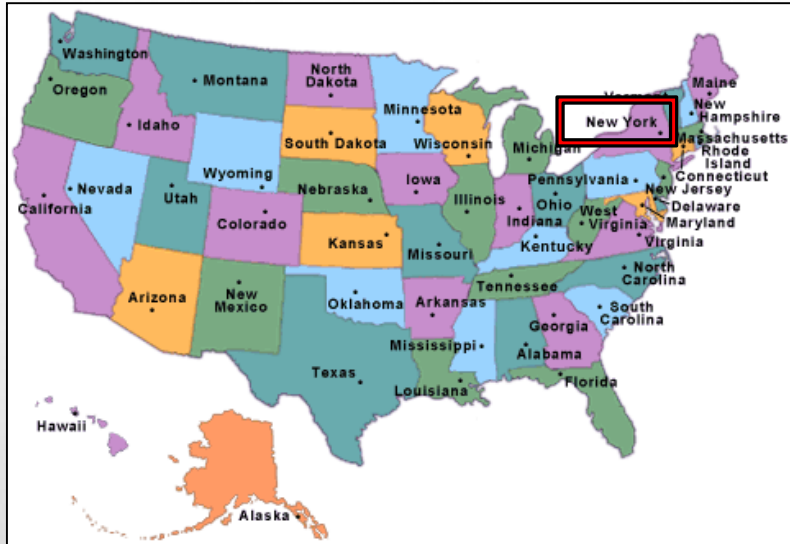 Washington
Oregon
Idaho
Montana
North
Dakota
South Dakota
Minnesota
Wisconsin
Michigan
Vermont
New York
Maine
New
Hampshire
Massachusetts
Rhode
Island
Connecticut
New Jersey
Delaware
Maryland
Pennsylvania
Ohio
West
Virginia
Virginia
Indiana
Illinois
Iowa
Nebraska
Wyoming
Nevada
Utah
California
Colorado
Kansas
Missouri
Kentucky
Tennessee
North
Carolina
South
Carolina
Georgia
Alabama
Mississippi
Arkansas
Oklahoma
New
Mexico
Arizona
Texas
Louisiana
Florida
Hawaii
Alaska